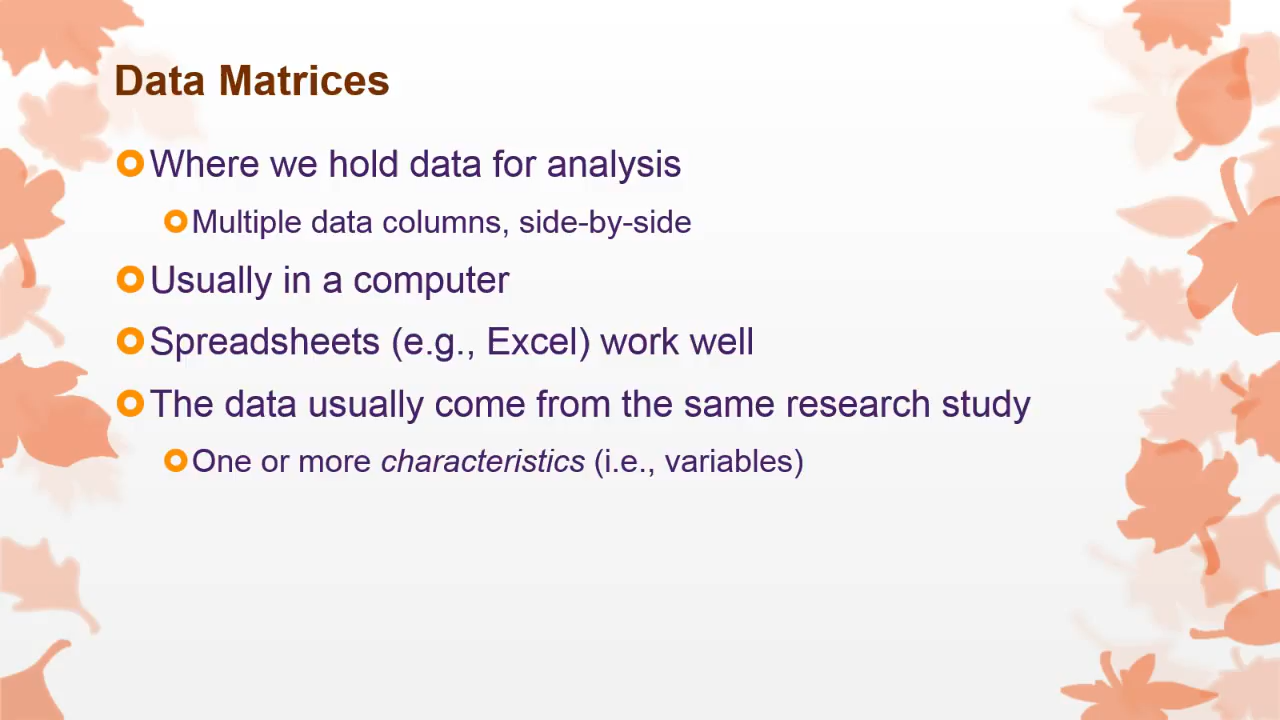 Data Matrices
Where we hold data for analysis
Multiple data columns, side-by-side
Usually in a computer
Spreadsheets (e.g., Excel) work well
The data usually come from the same research study
One or more characteristics (i.e., variables)